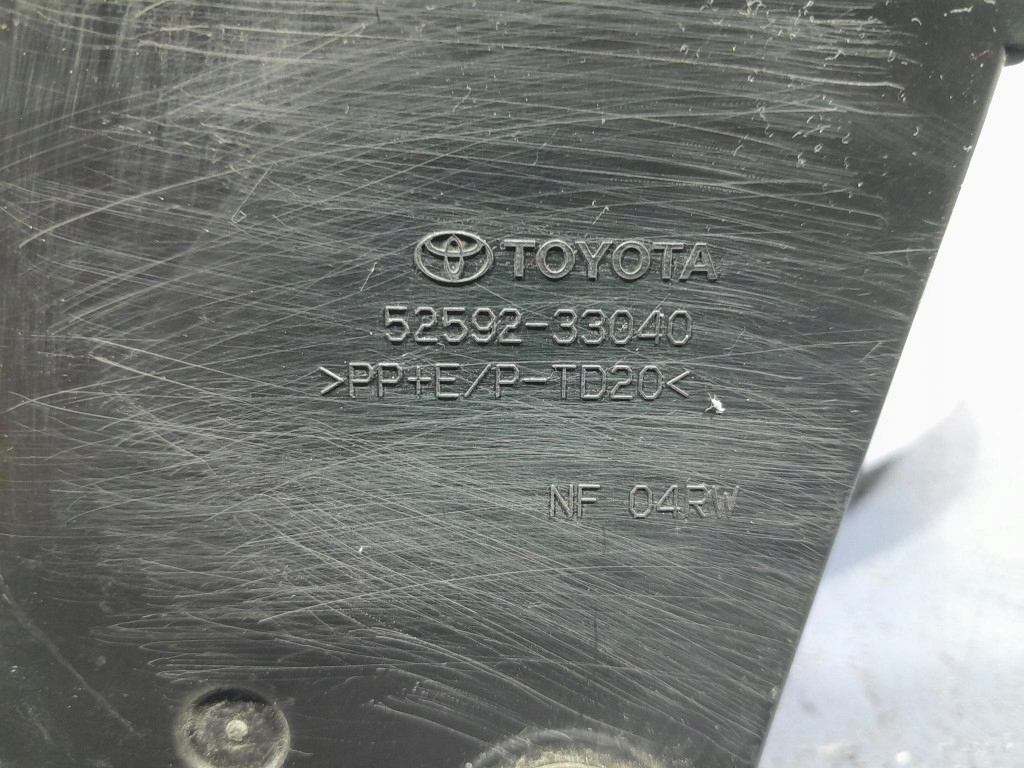 TOYOTA
52592-33040
>PP+E/P-TD20<
NF 04RW